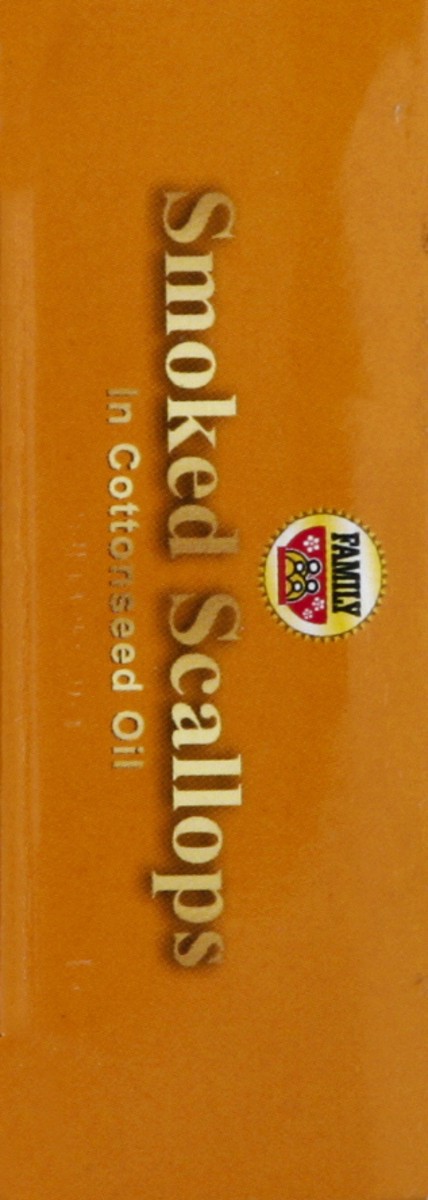 FAMILY
Smoked Scallops
In Cottonseed Oil